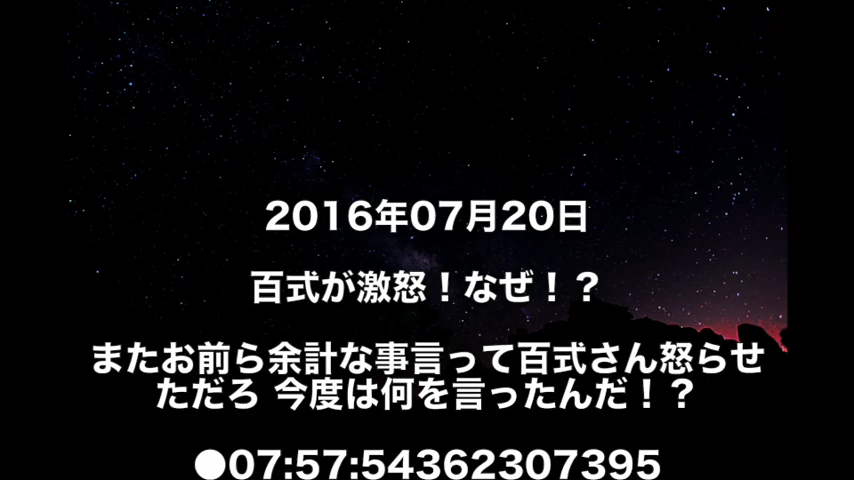 2016年07月20日
百式が激怒！なぜ！？
またお前ら余計な事言って百式さん怒らせ
ただろ 今度は何を言ったんだ！？
●07:57:54362307395